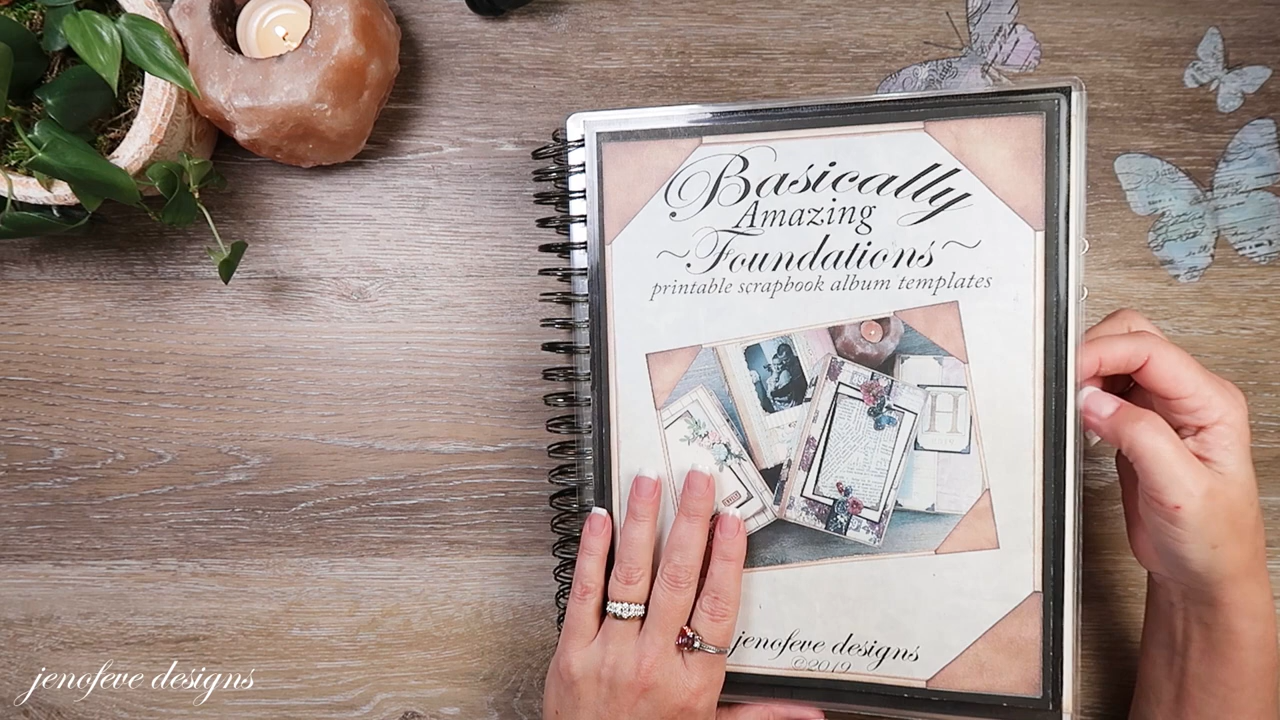 Basically
Amazing
~Foundations~
printable scrapbook album templates
H
jenofeve designs
©2019
jenofeve designs